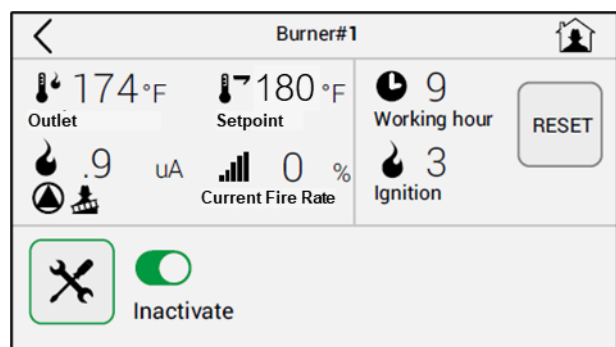 Burner#1
174 °F
Outlet
180 °F
Setpoint
9
Working hour
RESET
.9 uA
0 %
Current Fire Rate
3
Ignition
Inactivate